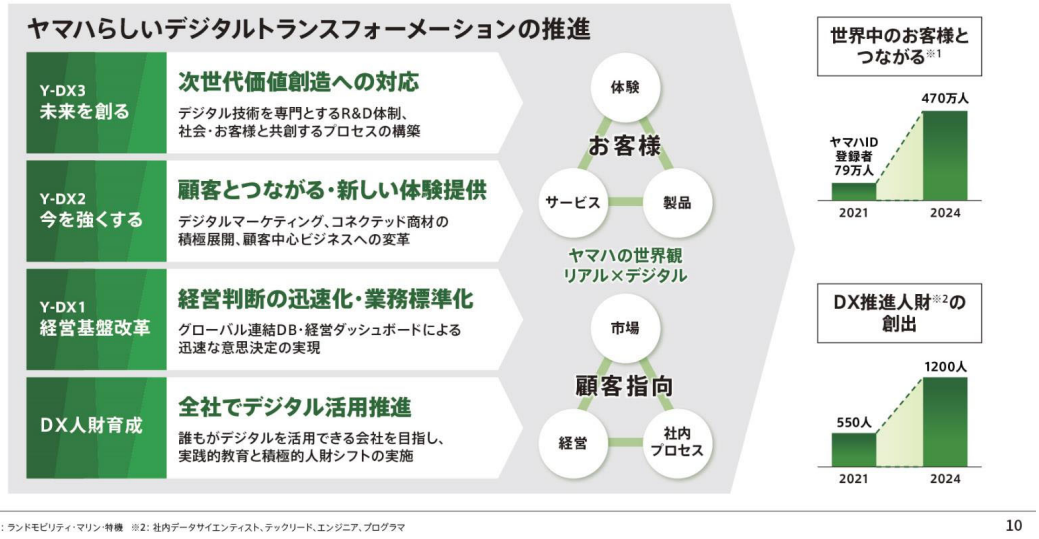 ヤマハらしいデジタルトランスフォーメーションの推進
Y-DX3
未来を創る
次世代価値創造への対応
デジタル技術を専門とするR&D体制、
社会・お客様と共創するプロセスの構築
Y-DX2
今を強くする
顧客とつながる・新しい体験提供
デジタルマーケティング、コネクテッド商材の
積極展開、顧客中心ビジネスへの変革
Y-DX1
経営基盤改革
経営判断の迅速化・業務標準化
グローバル連結DB・経営ダッシュボードによる
迅速な意思決定の実現
DX人財育成
全社でデジタル活用推進
誰もがデジタルを活用できる会社を目指し、
実践的教育と積極的人財シフトの実施
体験
お客様
サービス
製品
ヤマハの世界観
リアル×デジタル
市場
顧客指向
経営
社内
プロセス
世界中のお客様と
つながる※1
470万人
ヤマハID
登録者
79万人
2021
2024
DX推進人財※2の
創出
1200人
550人
2021
2024
: ランドモビリティ・マリン・特機 ※2: 社内データサイエンティスト、テックリード、エンジニア、プログラマ
10